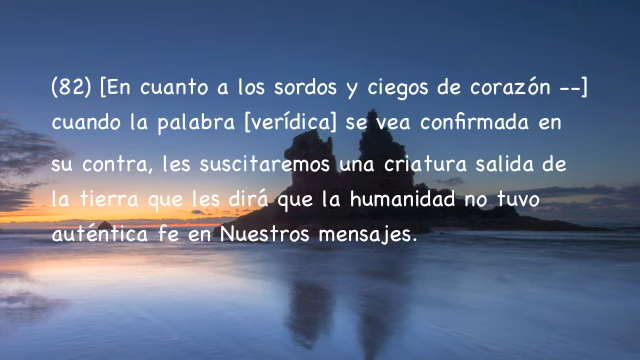 (82) [En cuanto a los sordos y ciegos de corazón --]
cuando la palabra [verídica] se vea confirmada en
su contra, les suscitaremos una criatura salida de
la tierra que les dirá que la humanidad no tuvo
auténtica fe en Nuestros mensajes.